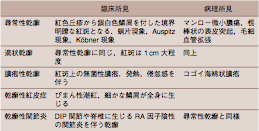 臨床所見 病理所見
尋常性乾癬 紅色丘疹から銀白色鱗屑を付した境界 マンロー微小膿瘍，棍
明瞭な紅斑となる，蝋片現象，Auspitz 棒状の表皮突起，毛細
現象，Köbner 現象 血管拡張
滴状乾癬 尋常性乾癬に同じ，紅斑は1cm 大程 同上
度
膿疱性乾癬 紅斑上の無菌性膿疱，発熱，倦怠感を コゴイ海綿状膿疱
伴う
乾癬性紅皮症 びまん性潮紅，細かな鱗屑が全身に生
じる
乾癬性関節炎 DIP 関節や脊椎に生じる RA 因子陰性 尋常性乾癬と同様
の関節炎を伴う乾癬